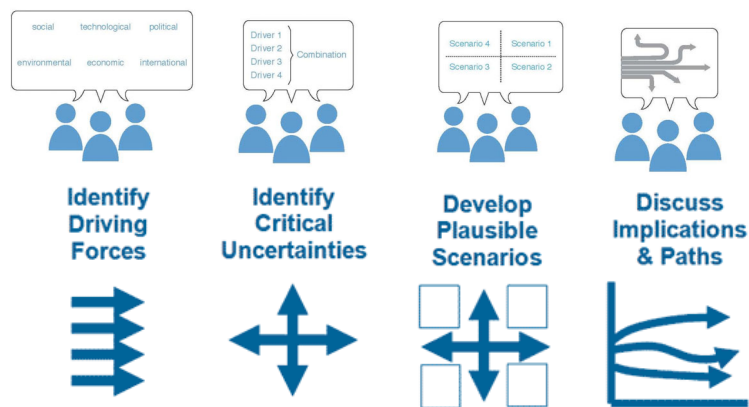 social technological political
environmental economic international
Driver 1
Driver 2
Driver 3
Driver 4
Combination
Scenario 4 Scenario 1
Scenario 3 Scenario 2
Identify
Driving
Forces
Identify
Critical
Uncertainties
Develop
Plausible
Scenarios
Discuss
Implications
& Paths